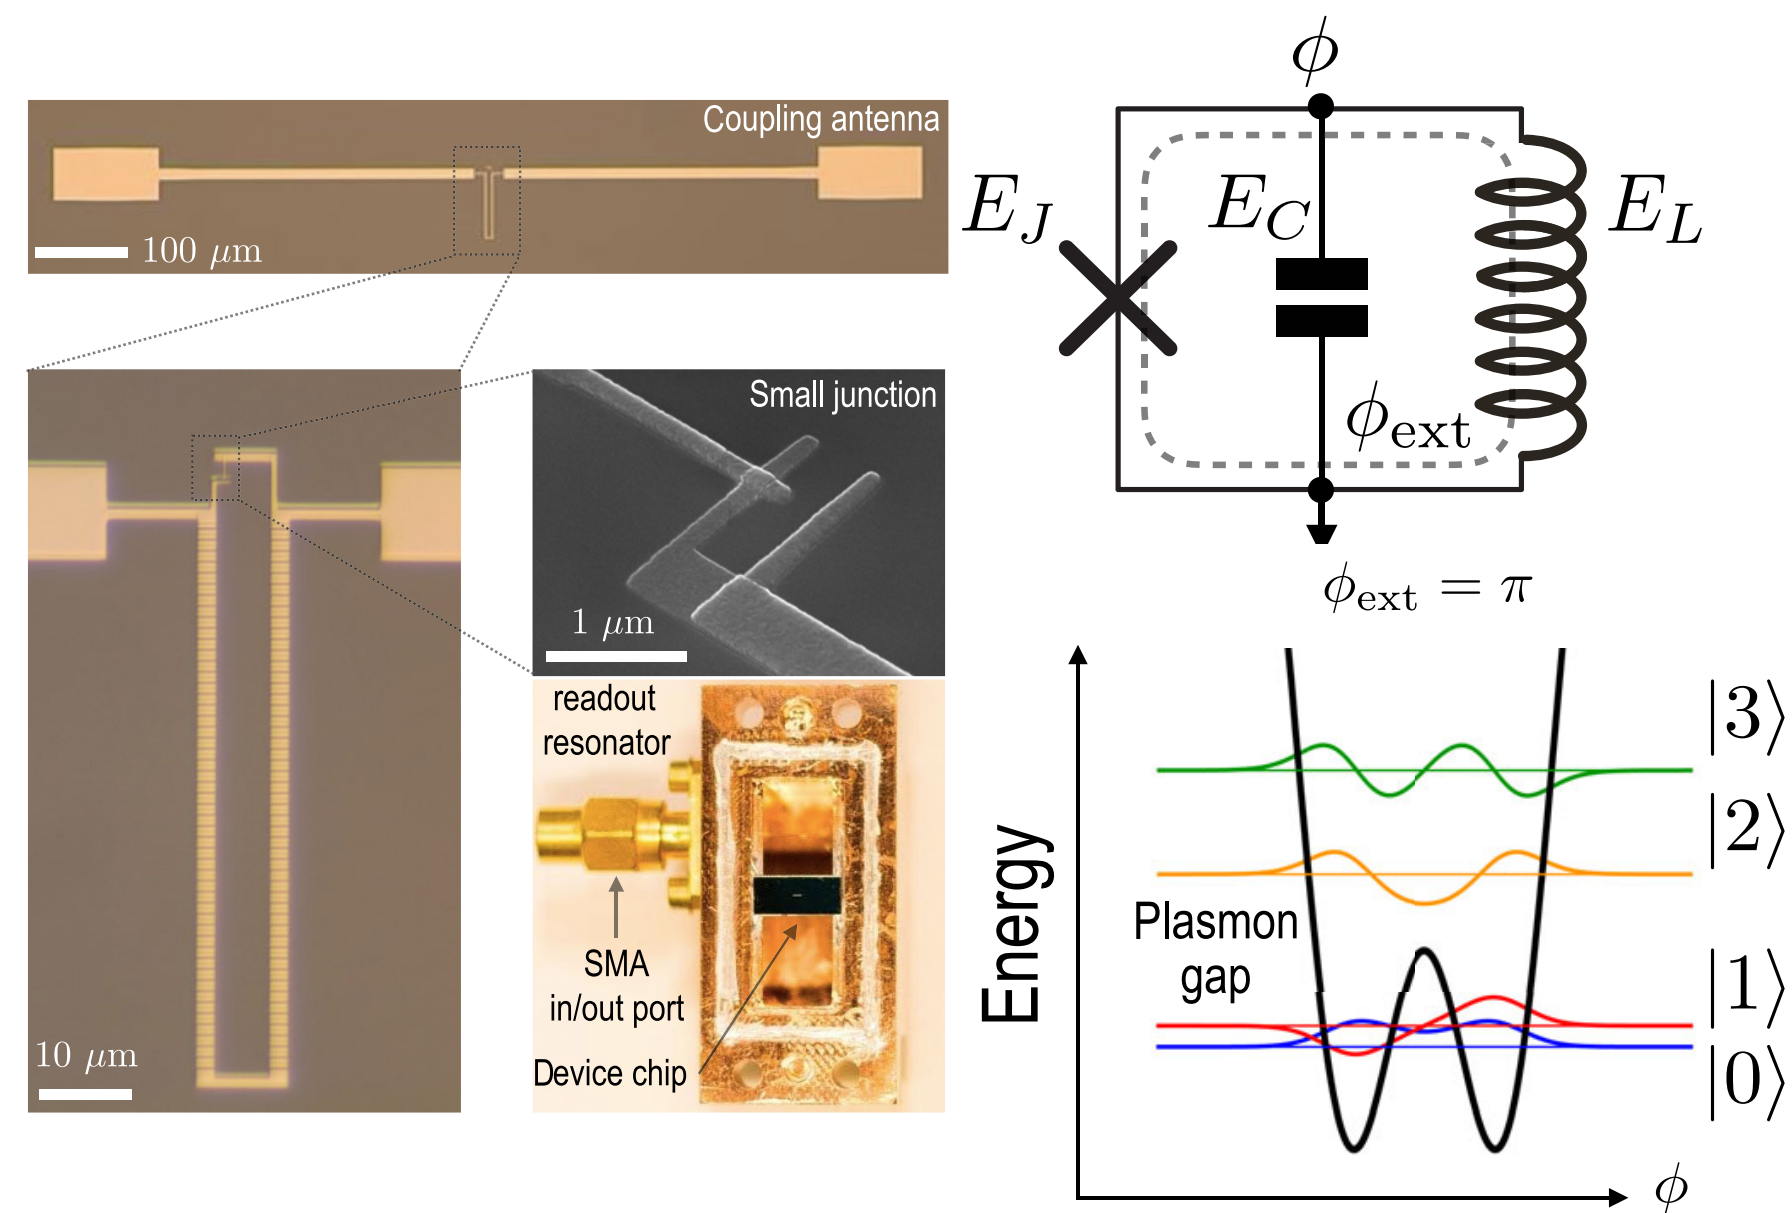 Coupling antenna
100 μm
10 μm
Small junction
1 μm
readout
resonator
SMA
in/out port
Device chip
ϕ
E_J
E_C
E_L
ϕ_ext
ϕ_ext = π
Energy
Plasmon
gap
|3⟩
|2⟩
|1⟩
|0⟩
ϕ